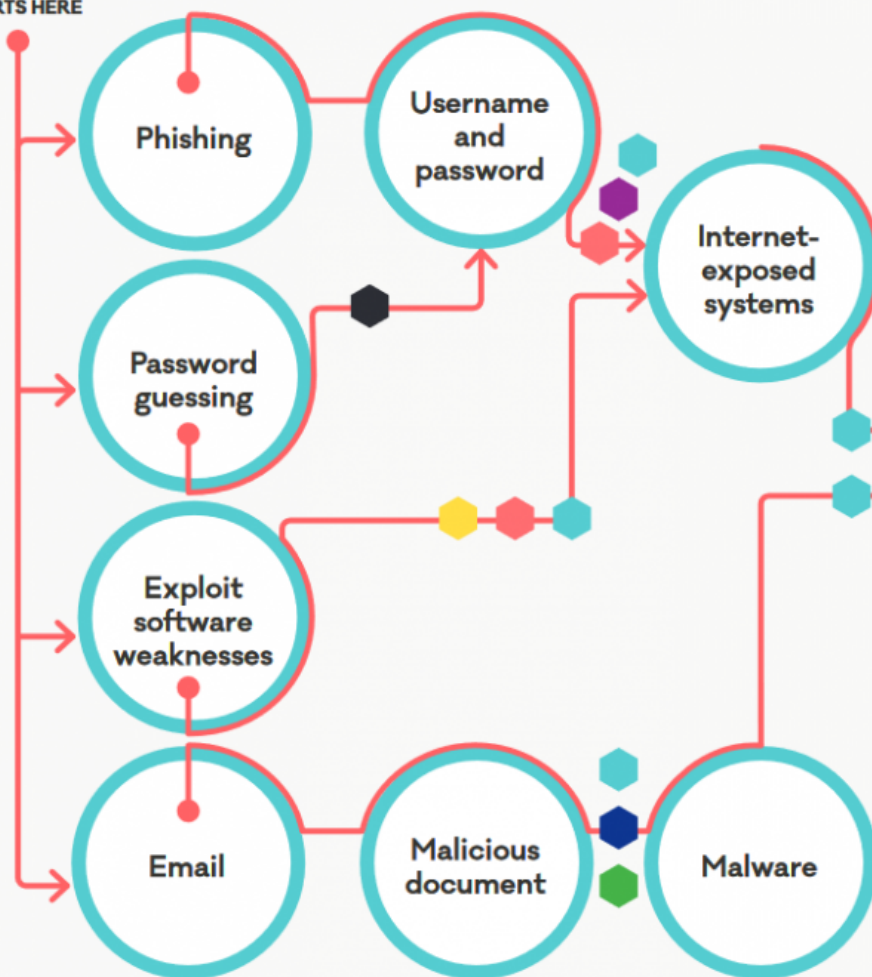 RTS HERE
Phishing
Username
and
password
Internet-
exposed
systems
Password
guessing
Exploit
software
weaknesses
Email
Malicious
document
Malware